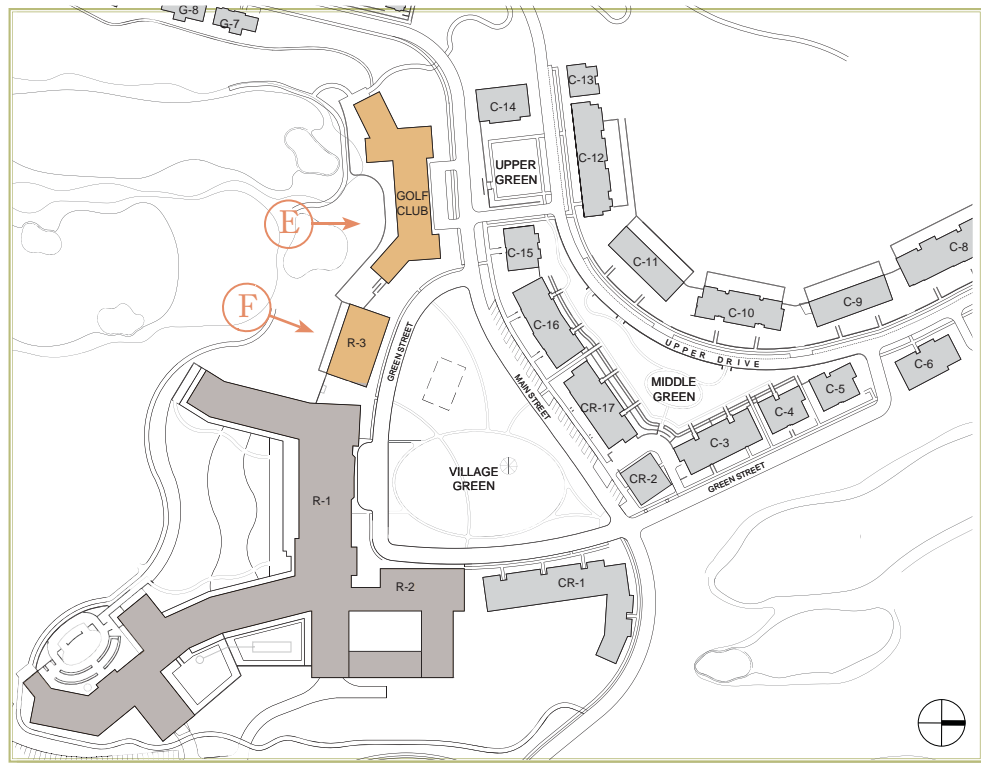 G-8
G-7
C-13
C-14
C-12
UPPER
GREEN
GOLF
CLUB
E
C-15
C-11
C-8
F
C-9
C-10
C-16
R-3
GREEN STREET
UPPER DRIVE
C-6
MIDDLE
GREEN
MAIN STREET
C-5
CR-17
C-4
C-3
VILLAGE
GREEN
CR-2
GREEN STREET
R-1
R-2
CR-1